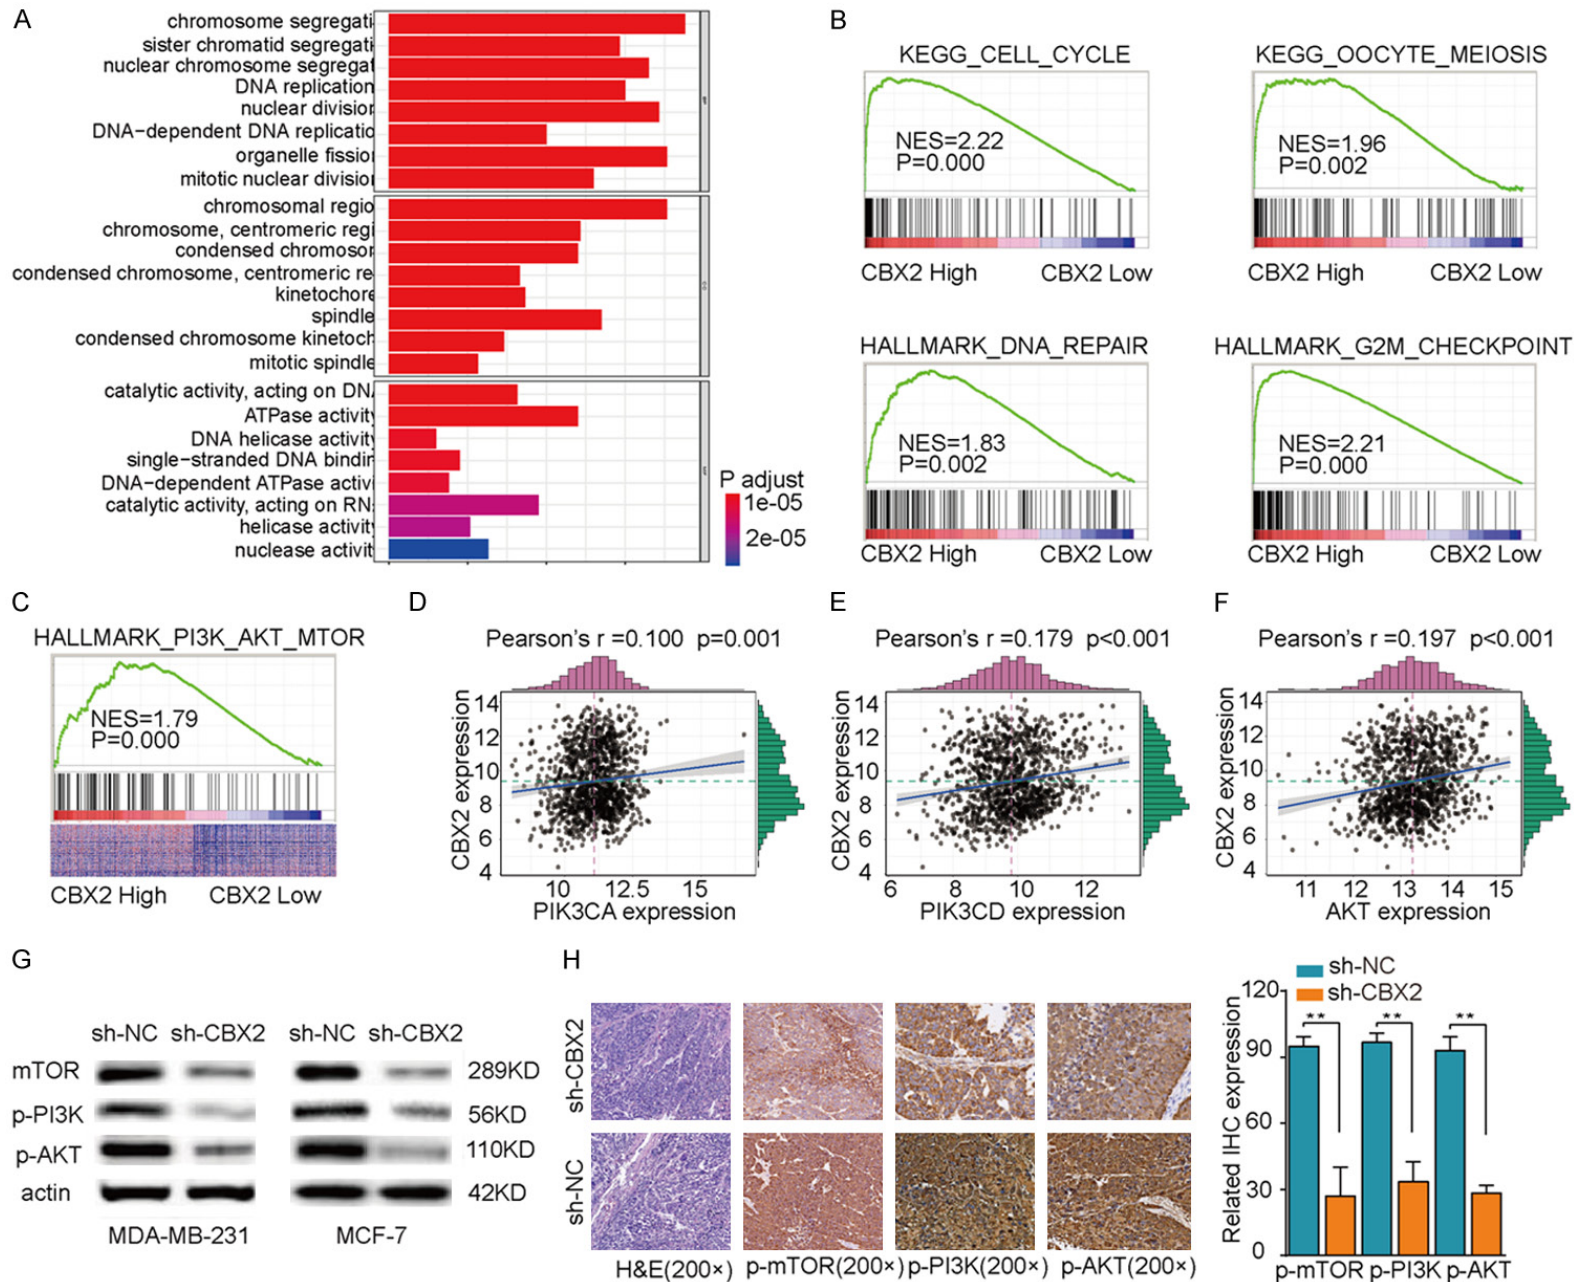 A
chromosome segregati
sister chromatid segregati
nuclear chromosome segregat
DNA replication
nuclear division
DNA-dependent DNA replicatio
organelle fission
mitotic nuclear division
chromosomal regio
chromosome, centromeric regi
condensed chromosor
condensed chromosome, centromeric re
kinetochore
spindle
condensed chromosome kinetoch
mitotic spindle
catalytic activity, acting on DNA
ATPase activity
DNA helicase activity
single-stranded DNA bindin
DNA-dependent ATPase activi
catalytic activity, acting on RN
helicase activity
nuclease activit
P adjust
1e-05
2e-05
B
KEGG_CELL_CYCLE
NES=2.22
P=0.000
CBX2 High CBX2 Low
KEGG_OOCYTE_MEIOSIS
NES=1.96
P=0.002
CBX2 High CBX2 Low
HALLMARK_DNA_REPAIR
NES=1.83
P=0.002
CBX2 High CBX2 Low
HALLMARK_G2M_CHECKPOINT
NES=2.21
P=0.000
CBX2 High CBX2 Low
C
HALLMARK_PI3K_AKT_MTOR
NES=1.79
P=0.000
CBX2 High CBX2 Low
D
Pearson's r =0.100 p=0.001
CBX2 expression
14
12
10
8
6
4
10 12.5 15
PIK3CA expression
E
Pearson's r =0.179 p<0.001
CBX2 expression
14
12
10
8
6
4
6 8 10 12
PIK3CD expression
F
Pearson's r =0.197 p<0.001
CBX2 expression
14
12
10
8
6
4
11 12 13 14 15
AKT expression
G
sh-NC sh-CBX2 sh-NC sh-CBX2
mTOR 289KD
p-PI3K 56KD
p-AKT 110KD
actin 42KD
MDA-MB-231 MCF-7
H
sh-CBX2
sh-NC
H&E(200×) p-mTOR(200×) p-PI3K(200×) p-AKT(200×)
sh-NC
sh-CBX2
Related IHC expression
120
90
60
30
0
** ** **
p-mTOR p-PI3K p-AKT